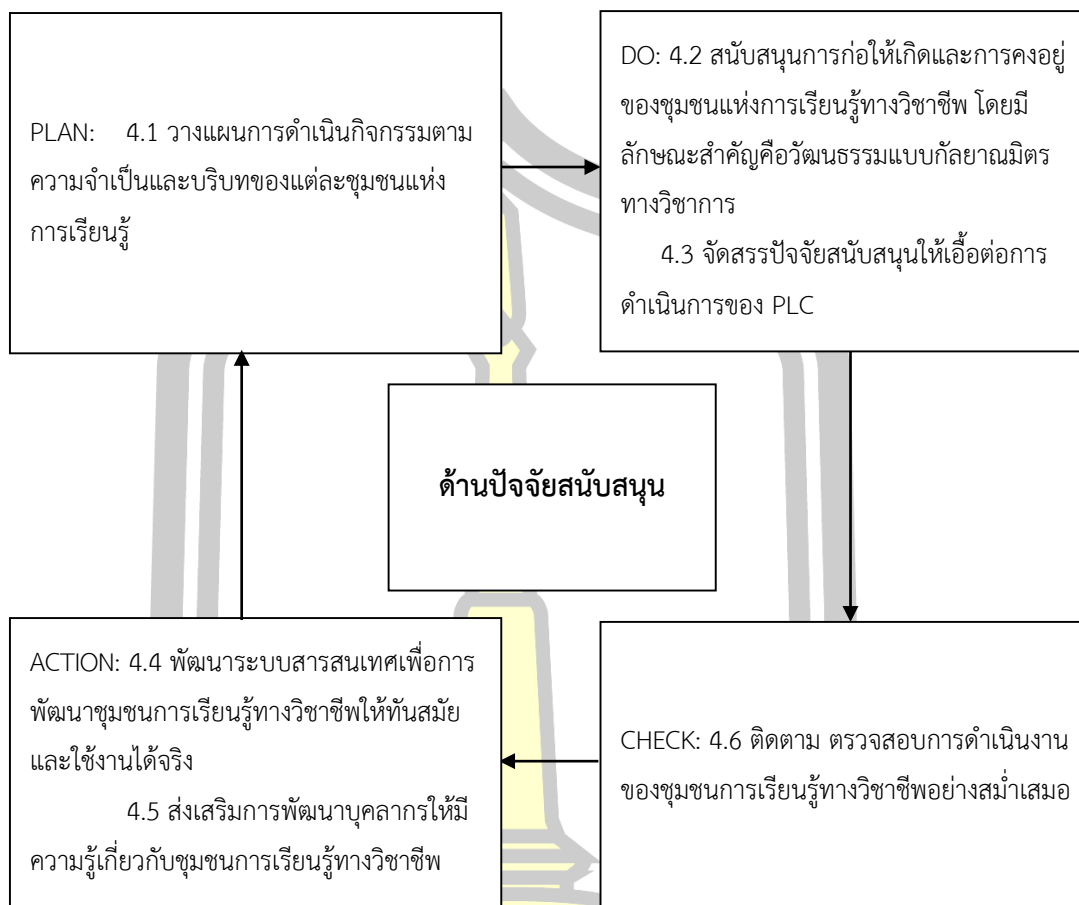 PLAN: 4.1 วางแผนการดำเนินกิจกรรมตาม
ความจำเป็นและบริบทของแต่ละชุมชนแห่ง
การเรียนรู้
DO: 4.2 สนับสนุนการก่อให้เกิดและการคงอยู่
ของชุมชนแห่งการเรียนรู้ทางวิชาชีพ โดยมี
ลักษณะสำคัญคือวัฒนธรรมแบบกัลยาณมิตร
ทางวิชาการ
4.3 จัดสรรปัจจัยสนับสนุนให้เอื้อต่อการ
ดำเนินการของ PLC
ด้านปัจจัยสนับสนุน
ACTION: 4.4 พัฒนาระบบสารสนเทศเพื่อการ
พัฒนาชุมชนการเรียนรู้ทางวิชาชีพให้ทันสมัย
และใช้งานได้จริง
4.5 ส่งเสริมการพัฒนาบุคลากรให้มี
ความรู้เกี่ยวกับชุมชนการเรียนรู้ทางวิชาชีพ
CHECK: 4.6 ติดตาม ตรวจสอบการดำเนินงาน
ของชุมชนการเรียนรู้ทางวิชาชีพอย่างสม่ำเสมอ